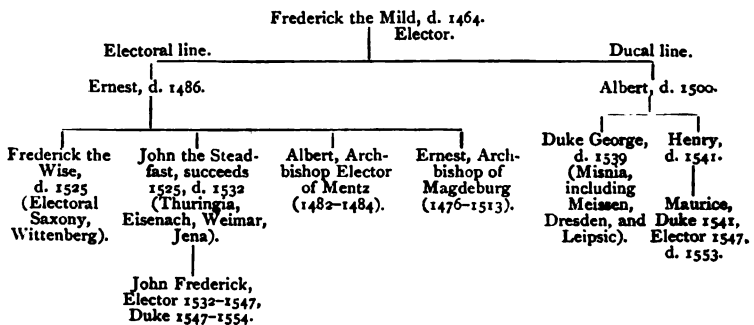 Frederick the Mild, d. 1464.
Elector.
Electoral line.
Ducal line.
Ernest, d. 1486.
Albert, d. 1500.
Frederick the
Wise,
d. 1525
(Electoral
Saxony,
Wittenberg).
John the Stead-
fast, succeeds
1525, d. 1532
(Thuringia,
Eisenach, Weimar,
Jena).
Albert, Arch-
bishop Elector
of Mentz
(1482–1484).
Ernest, Arch-
bishop of
Magdeburg
(1476–1513).
Duke George,
d. 1539
(Misnia,
including
Meissen,
Dresden, and
Leipsic).
Henry,
d. 1541.
Maurice,
Duke 1541,
Elector 1547,
d. 1553.
John Frederick,
Elector 1532–1547,
Duke 1547–1554.